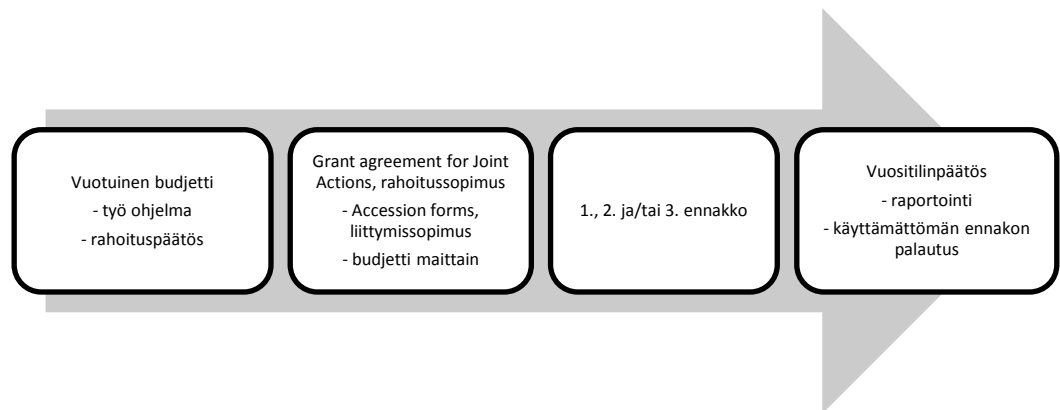 Vuotuinen budjetti
- työ ohjelma
- rahoituspäätös
Grant agreement for Joint
Actions, rahoitussopimus
- Accession forms,
liittymissopimus
- budjetti maittain
1., 2. ja/tai 3. ennakko
Vuositilinpäätös
- raportointi
- käyttämättömän ennakon
palautus